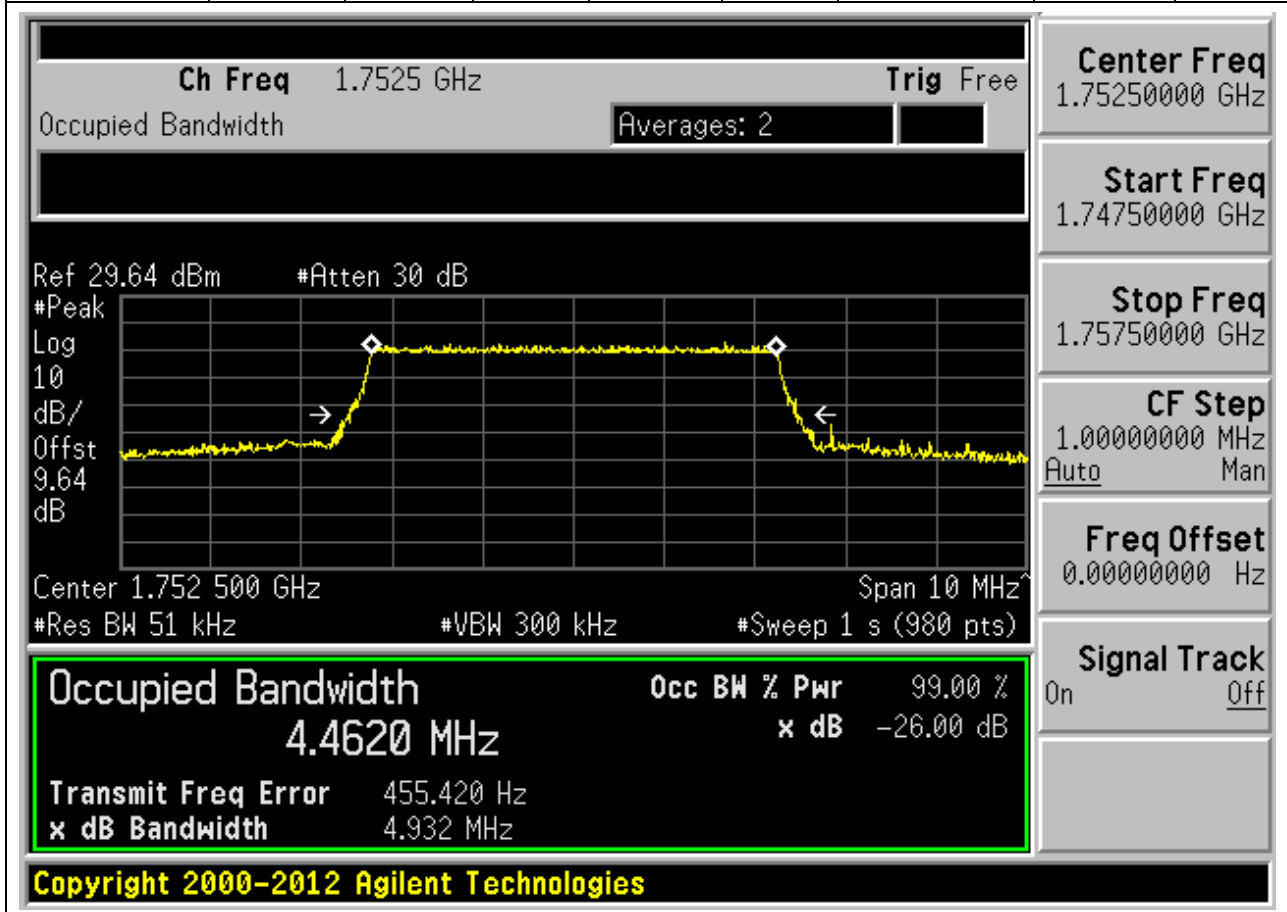 Ch Freq 1.7525 GHz Trig Free
Occupied Bandwidth Averages: 2
Ref 29.64 dBm #Atten 30 dB
#Peak
Log
10
dB/
Offst
9.64
dB
Center 1.752 500 GHz Span 10 MHz^
#Res BW 51 kHz #VBW 300 kHz #Sweep 1 s (980 pts)
Occupied Bandwidth Occ BW % Pwr 99.00 %
4.4620 MHz x dB -26.00 dB
Transmit Freq Error 455.420 Hz
x dB Bandwidth 4.932 MHz
Copyright 2000-2012 Agilent Technologies
Center Freq
1.75250000 GHz
Start Freq
1.74750000 GHz
Stop Freq
1.75750000 GHz
CF Step
1.00000000 MHz
Auto Man
Freq Offset
0.00000000 Hz
Signal Track
On Off